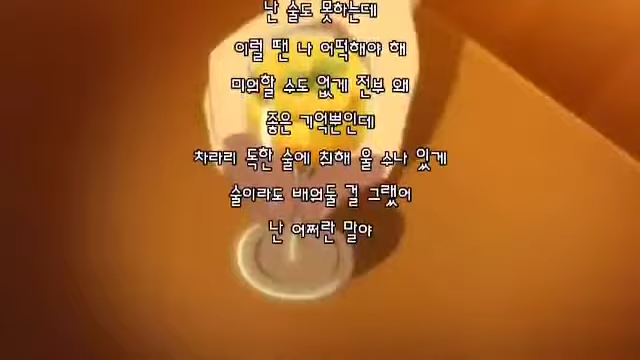 난 술도 못하는데
이럴 땐 나 어떡해야 해
미워할 수도 없게 전부 왜
좋은 기억뿐인데
차라리 독한 술에 취해 울 수나 있게
술이라도 배워둘 걸 그랬어
난 어쩌란 말야